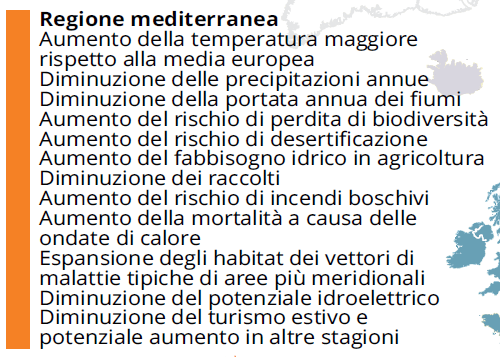 Regione mediterranea
Aumento della temperatura maggiore
rispetto alla media europea
Diminuzione delle precipitazioni annue
Diminuzione della portata annua dei fiumi
Aumento del rischio di perdita di biodiversità
Aumento del rischio di desertificazione
Aumento del fabbisogno idrico in agricoltura
Diminuzione dei raccolti
Aumento del rischio di incendi boschivi
Aumento della mortalità a causa delle
ondate di calore
Espansione degli habitat dei vettori di
malattie tipiche di aree più meridionali
Diminuzione del potenziale idroelettrico
Diminuzione del turismo estivo e
potenziale aumento in altre stagioni